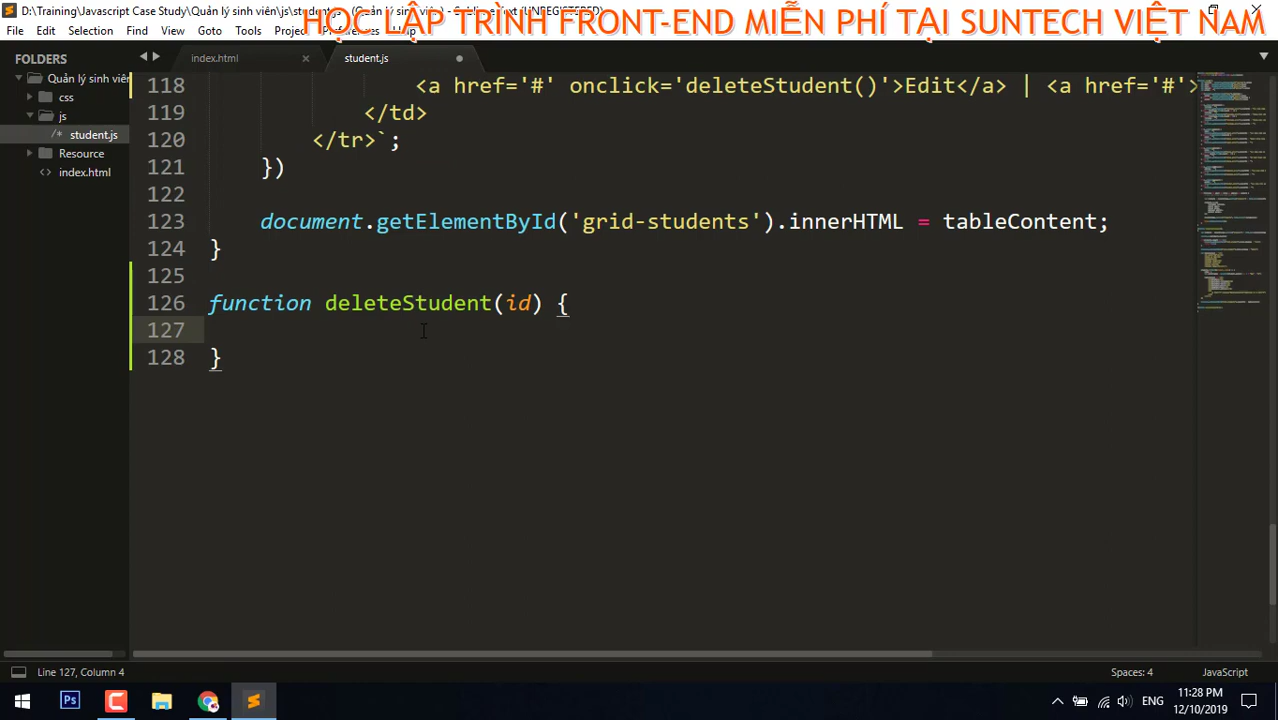 HỌC LẬP TRÌNH FRONT-END MIỄN PHÍ TẠI SUNTECH VIỆT NAM
D:\Training\Javascript Case Study\Quản lý sinh viên\js\student.js
File Edit Selection Find View Goto Tools Project Preferences Help
FOLDERS
index.html
student.js
Quản lý sinh viên
css
js
/* student.js
Resource
index.html
118 <a href='#' onclick='deleteStudent()'>Edit</a> | <a href='#'>
119 </td>
120 </tr>`;
121 })
122
123 document.getElementById('grid-students').innerHTML = tableContent;
124 }
125
126 function deleteStudent(id) {
127
128 }
Line 127, Column 4
Spaces: 4
JavaScript
Ps
ENG
11:28 PM
12/10/2019